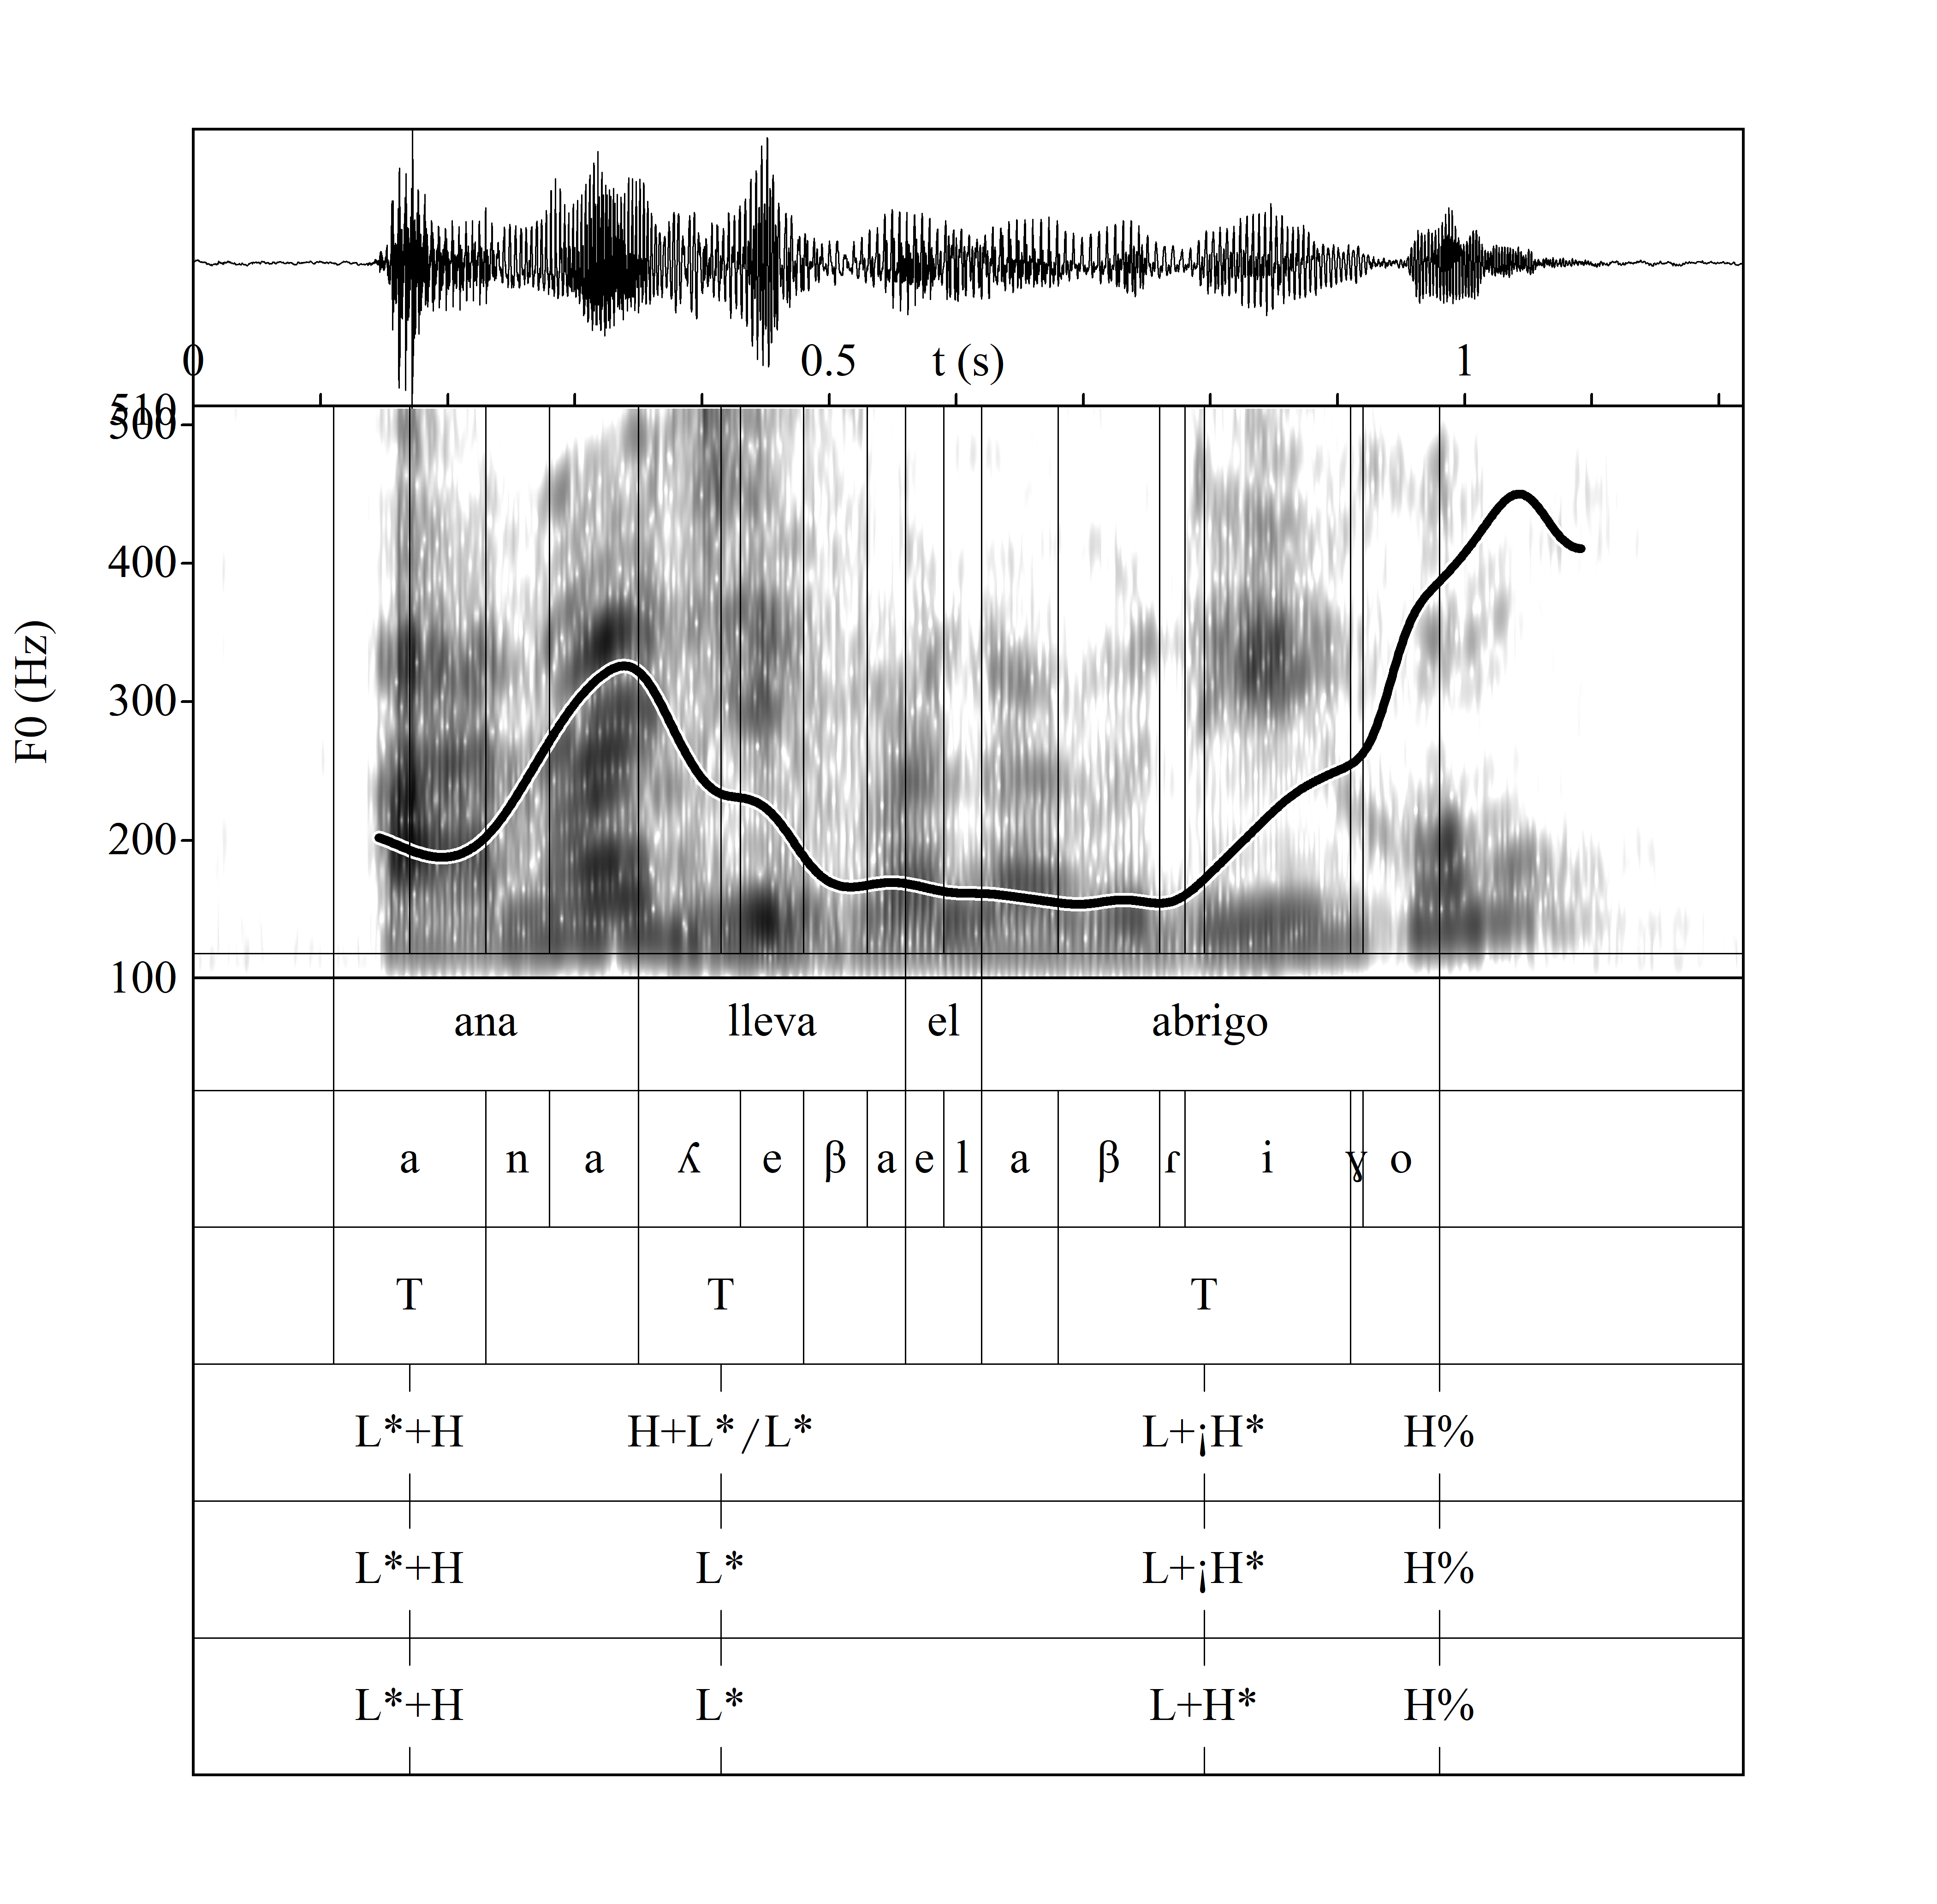 0 0.5 t (s) 1
510
500
400
300
200
100
F0 (Hz)
ana lleva el abrigo
a n a ʎ e β a e l a β ɾ i ɣ o
T T T
L*+H H+L*/L* L+¡H* H%
L*+H L* L+¡H* H%
L*+H L* L+H* H%